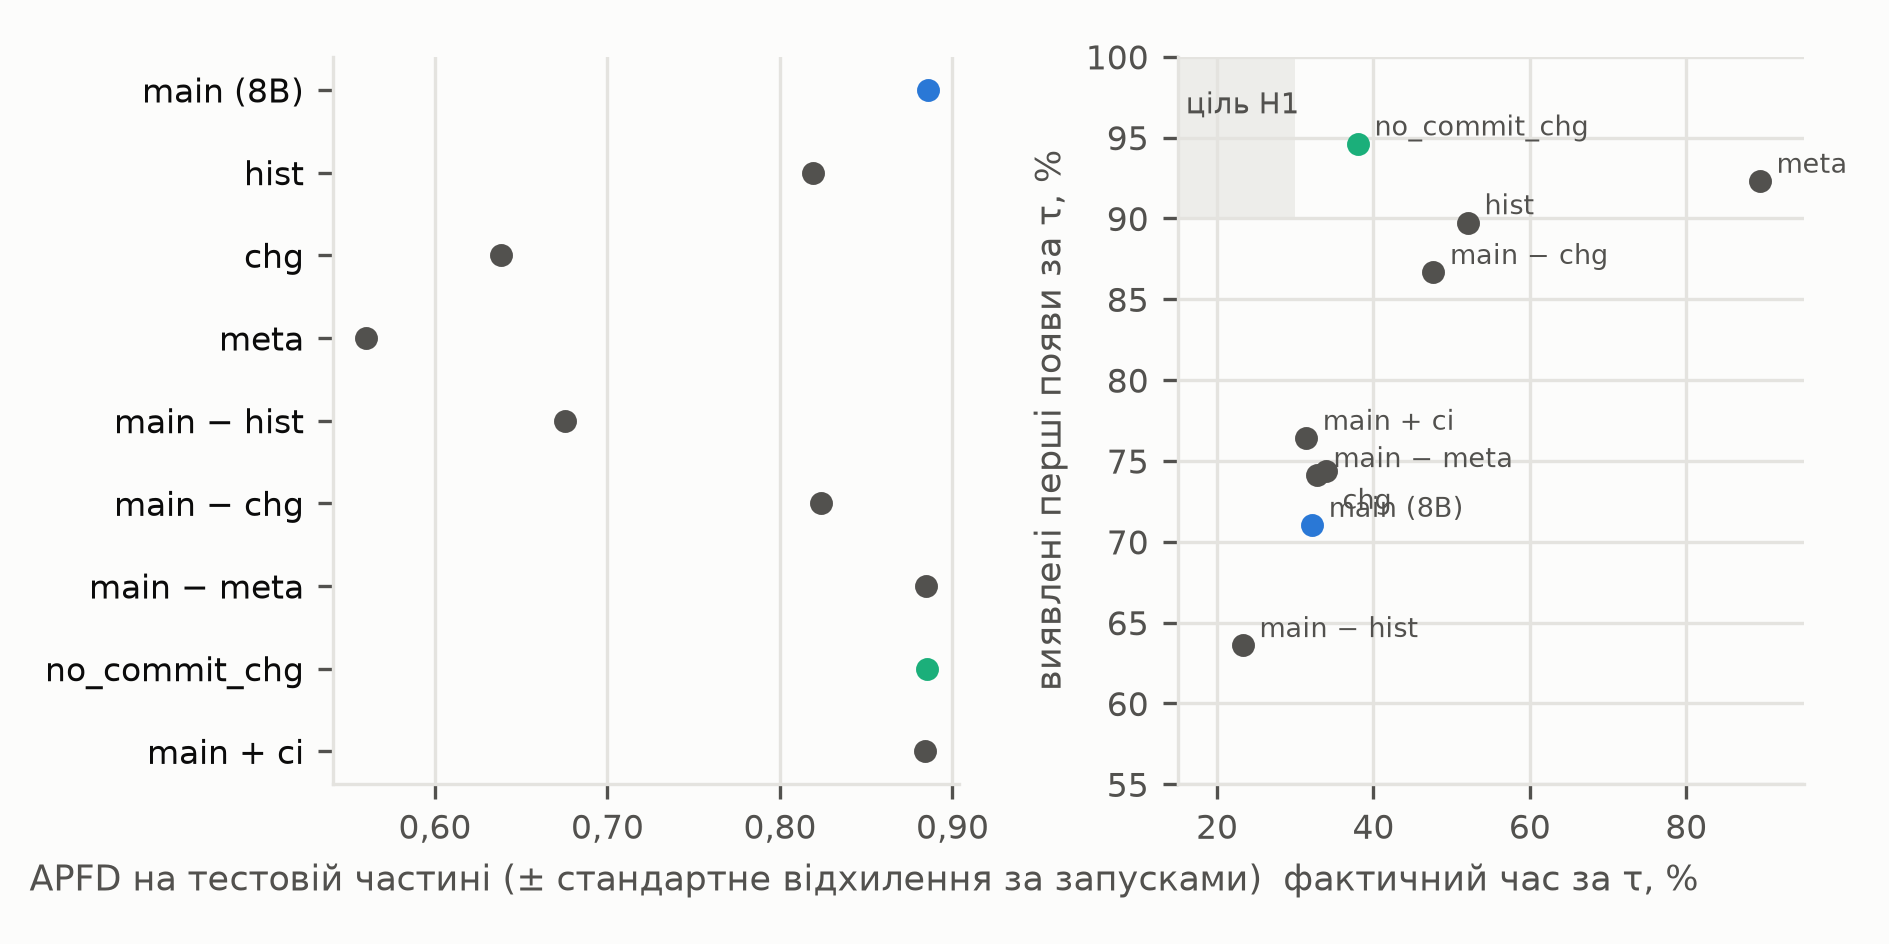 main (8B)
hist
chg
meta
main − hist
main − chg
main − meta
no_commit_chg
main + ci
0,60 0,70 0,80 0,90
APFD на тестовій частині (± стандартне відхилення за запусками)
виявлені перші появи за τ, %
100
95
90
85
80
75
70
65
60
55
ціль H1
no_commit_chg
meta
hist
main − chg
main + ci
main − meta
chg
main (8B)
main − hist
20 40 60 80
фактичний час за τ, %